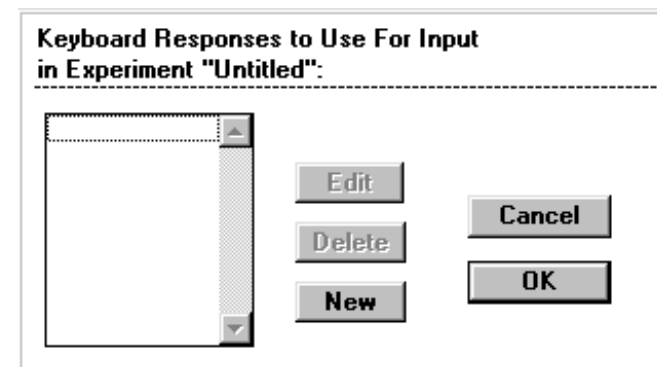 Keyboard Responses to Use For Input
in Experiment "Untitled":
Edit
Cancel
Delete
OK
New